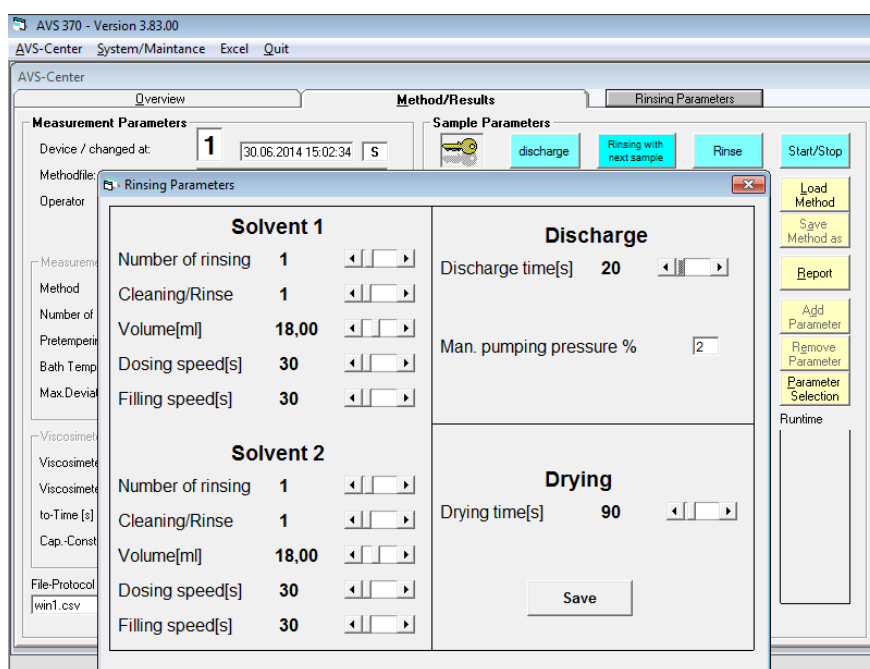 AVS 370 - Version 3.83.00
AVS-Center System/Maintance Excel Quit
AVS-Center
Overview Method/Results Rinsing Parameters
Measurement Parameters Sample Parameters
Device / changed at: 1 30.06.2014 15:02:34 S discharge Rinsing with next sample Rinse Start/Stop
Methodfile:
Operator
Load Method
Save Method as
Report
Add Parameter
Remove Parameter
Parameter Selection
Runtime
Method
Number of
Bath Temp
to-Time [s]
File-Protocol
win1.csv
Rinsing Parameters
Solvent 1
Number of rinsing 1
Cleaning/Rinse 1
Volume[ml] 18,00
Dosing speed[s] 30
Filling speed[s] 30
Solvent 2
Number of rinsing 1
Cleaning/Rinse 1
Volume[ml] 18,00
Dosing speed[s] 30
Filling speed[s] 30
Discharge
Discharge time[s] 20
Man. pumping pressure % 2
Drying
Drying time[s] 90
Save